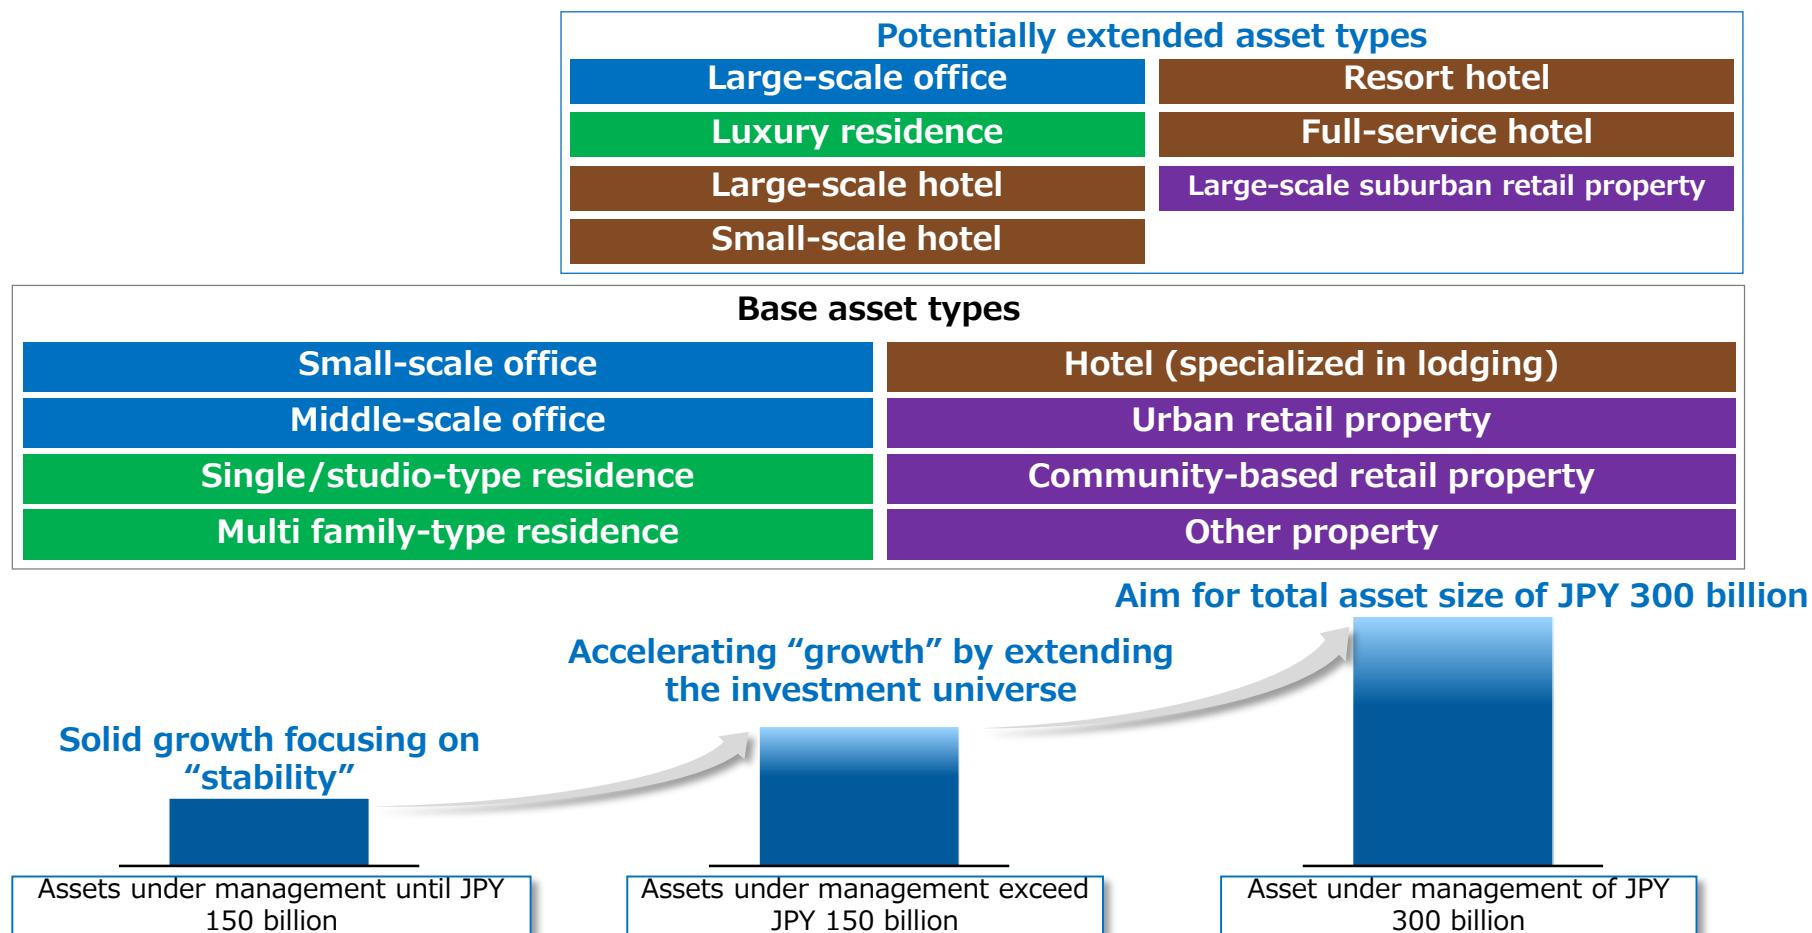 Potentially extended asset types
Large-scale office
Resort hotel
Luxury residence
Full-service hotel
Large-scale hotel
Large-scale suburban retail property
Small-scale hotel
Base asset types
Small-scale office
Hotel (specialized in lodging)
Middle-scale office
Urban retail property
Single/studio-type residence
Community-based retail property
Multi family-type residence
Other property
Aim for total asset size of JPY 300 billion
Accelerating “growth” by extending
the investment universe
Solid growth focusing on
“stability”
Assets under management until JPY
150 billion
Assets under management exceed
JPY 150 billion
Asset under management of JPY
300 billion